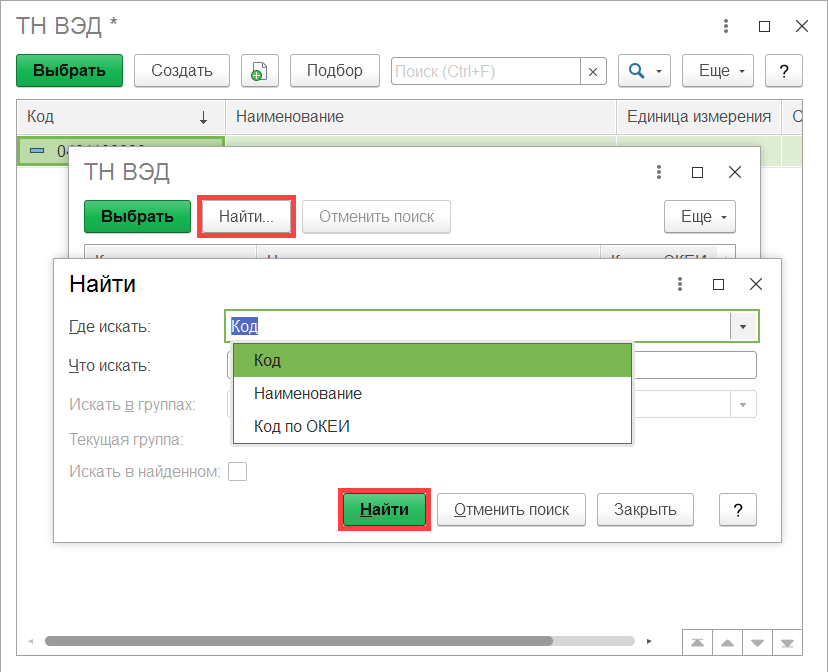 ТН ВЭД *
Выбрать Создать Подбор Поиск (Ctrl+F) × Еще ?
Код ↓ Наименование Единица измерения
ТН ВЭД
Выбрать Найти... Отменить поиск Еще
Найти
Где искать: Код
Что искать:
Код
Наименование
Код по ОКЕИ
Искать в группах:
Текущая группа:
Искать в найденном:
Найти Отменить поиск Закрыть ?